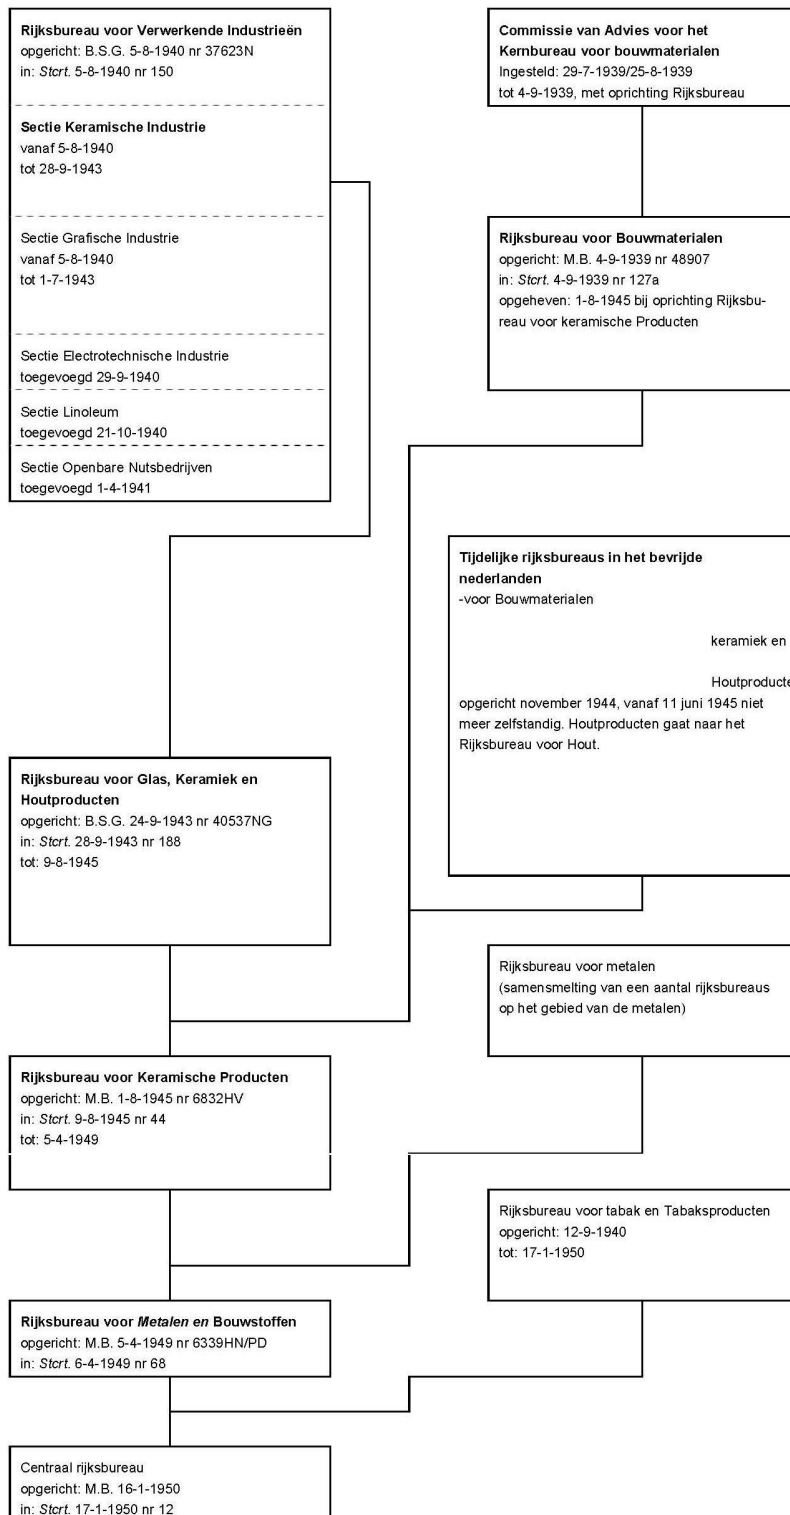 Rijksbureau voor Verwerkende Industrieën
opgericht: B.S.G. 5-8-1940 nr 37623N
in: Stcrt. 5-8-1940 nr 150
Sectie Keramische Industrie
vanaf 5-8-1940
tot 28-9-1943
Sectie Grafische Industrie
vanaf 5-8-1940
tot 1-7-1943
Sectie Electrotechnische Industrie
toegevoegd 29-9-1940
Sectie Linoleum
toegevoegd 21-10-1940
Sectie Openbare Nutsbedrijven
toegevoegd 1-4-1941
Commissie van Advies voor het
Kernbureau voor bouwmaterialen
Ingesteld: 29-7-1939/25-8-1939
tot 4-9-1939, met oprichting Rijksbureau
Rijksbureau voor Bouwmaterialen
opgericht: M.B. 4-9-1939 nr 48907
in: Stcrt. 4-9-1939 nr 127a
opgeheven: 1-8-1945 bij oprichting Rijksbu-
reau voor keramische Producten
Tijdelijke rijksbureaus in het bevrijde
nederlanden
-voor Bouwmaterialen
keramiek en
Houtproducte
opgericht november 1944, vanaf 11 juni 1945 niet
meer zelfstandig. Houtproducten gaat naar het
Rijksbureau voor Hout.
Rijksbureau voor Glas, Keramiek en
Houtproducten
opgericht: B.S.G. 24-9-1943 nr 40537NG
in: Stcrt. 28-9-1943 nr 188
tot: 9-8-1945
Rijksbureau voor metalen
(samensmelting van een aantal rijksbureaus
op het gebied van de metalen)
Rijksbureau voor Keramische Producten
opgericht: M.B. 1-8-1945 nr 6832HV
in: Stcrt. 9-8-1945 nr 44
tot: 5-4-1949
Rijksbureau voor tabak en Tabaksproducten
opgericht: 12-9-1940
tot: 17-1-1950
Rijksbureau voor Metalen en Bouwstoffen
opgericht: M.B. 5-4-1949 nr 6339HN/PD
in: Stcrt. 6-4-1949 nr 68
Centraal rijksbureau
opgericht: M.B. 16-1-1950
in: Stcrt. 17-1-1950 nr 12